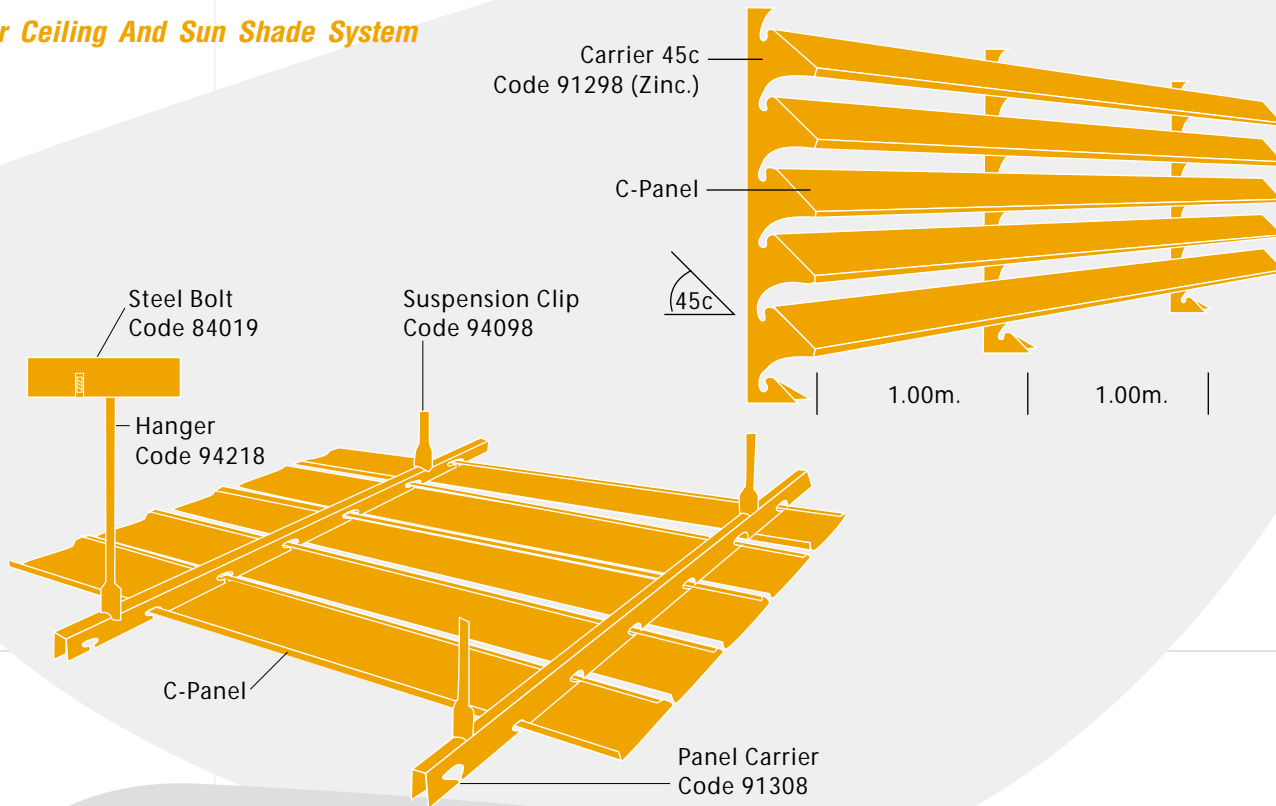 r Ceiling And Sun Shade System
Carrier 45c
Code 91298 (Zinc.)
C-Panel
45c
1.00m.
1.00m.
Steel Bolt
Code 84019
Suspension Clip
Code 94098
Hanger
Code 94218
C-Panel
Panel Carrier
Code 91308